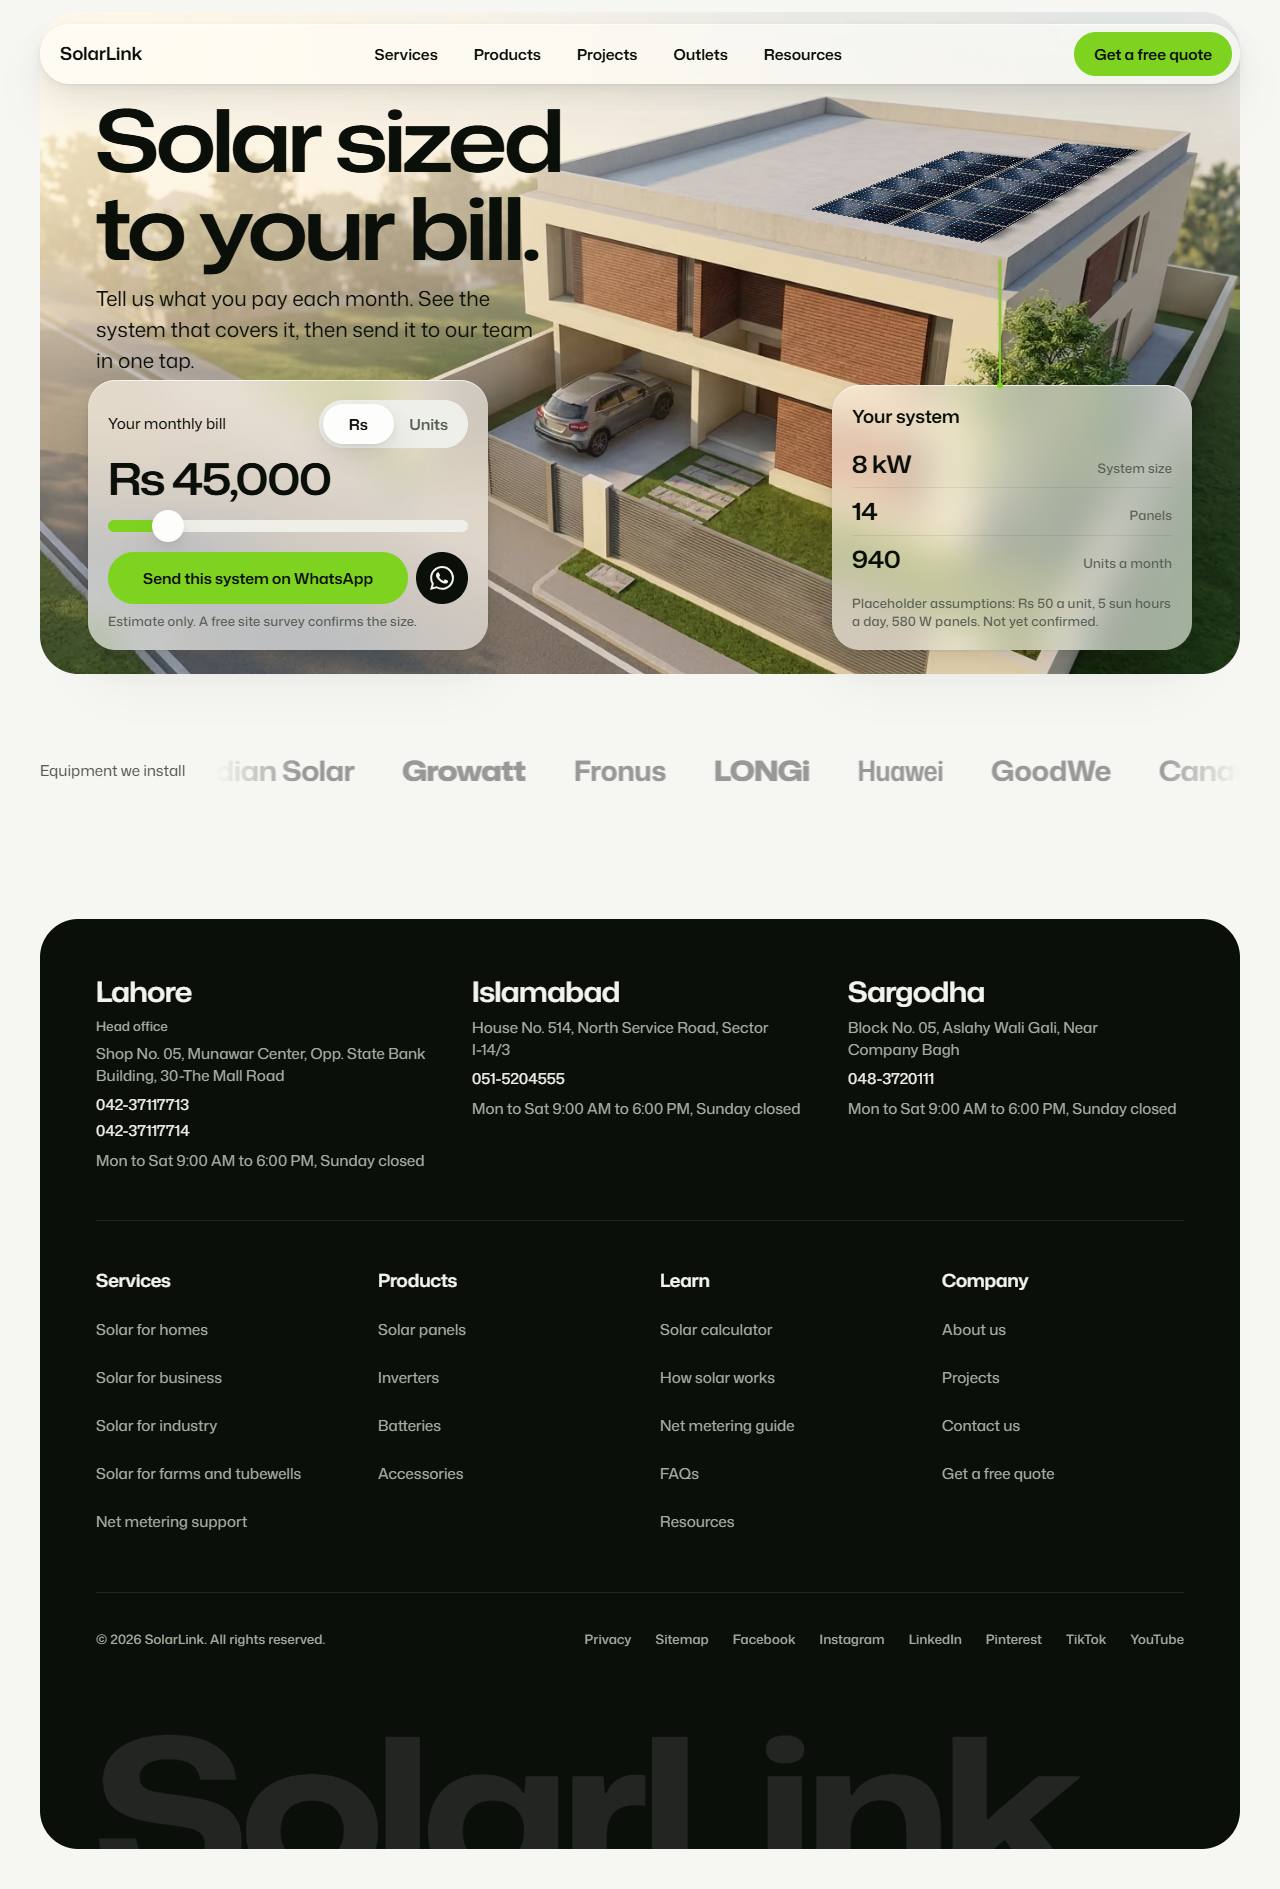 SolarLink
Services
Products
Projects
Outlets
Resources
Get a free quote
Solar sized
to your bill.
Tell us what you pay each month. See the
system that covers it, then send it to our team
in one tap.
Your monthly bill
Rs
Units
Rs 45,000
Send this system on WhatsApp
Estimate only. A free site survey confirms the size.
Your system
8 kW
System size
14
Panels
940
Units a month
Placeholder assumptions: Rs 50 a unit, 5 sun hours
a day, 580 W panels. Not yet confirmed.
Equipment we install
dian Solar
Growatt
Fronus
LONGi
Huawei
GoodWe
Cana
Lahore
Head office
Shop No. 05, Munawar Center, Opp. State Bank
Building, 30-The Mall Road
042-37117713
042-37117714
Mon to Sat 9:00 AM to 6:00 PM, Sunday closed
Islamabad
House No. 514, North Service Road, Sector
I-14/3
051-5204555
Mon to Sat 9:00 AM to 6:00 PM, Sunday closed
Sargodha
Block No. 05, Aslahy Wali Gali, Near
Company Bagh
048-3720111
Mon to Sat 9:00 AM to 6:00 PM, Sunday closed
Services
Solar for homes
Solar for business
Solar for industry
Solar for farms and tubewells
Net metering support
Products
Solar panels
Inverters
Batteries
Accessories
Learn
Solar calculator
How solar works
Net metering guide
FAQs
Resources
Company
About us
Projects
Contact us
Get a free quote
© 2026 SolarLink. All rights reserved.
Privacy
Sitemap
Facebook
Instagram
LinkedIn
Pinterest
TikTok
YouTube
SolarLink